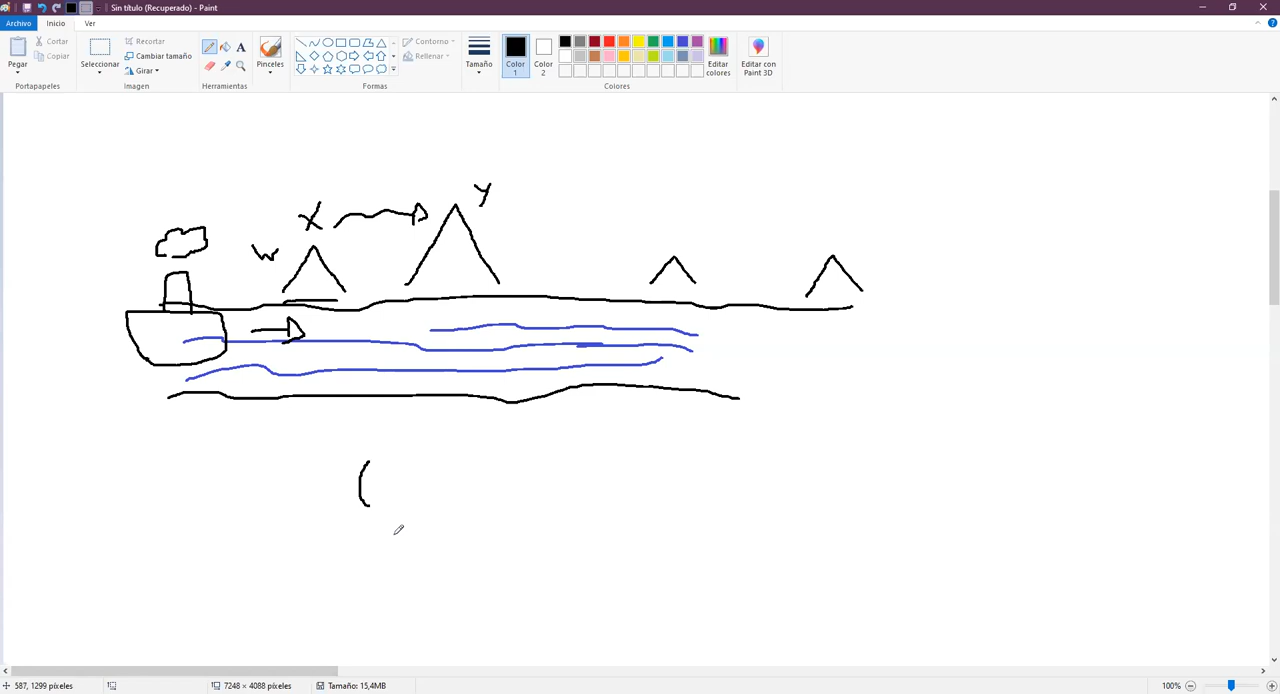 Sin título (Recuperado) - Paint
Archivo Inicio Ver
Pegar
Cortar
Copiar
Portapapeles
Seleccionar
Recortar
Cambiar tamaño
Girar
Imagen
A
Herramientas
Pinceles
Contorno
Rellenar
Formas
Tamaño
Color 1
Color 2
Editar colores
Editar con Paint 3D
Colores
Y
X
W
(
587, 1299 píxeles
7248 × 4088 píxeles
Tamaño: 15,4MB
100%